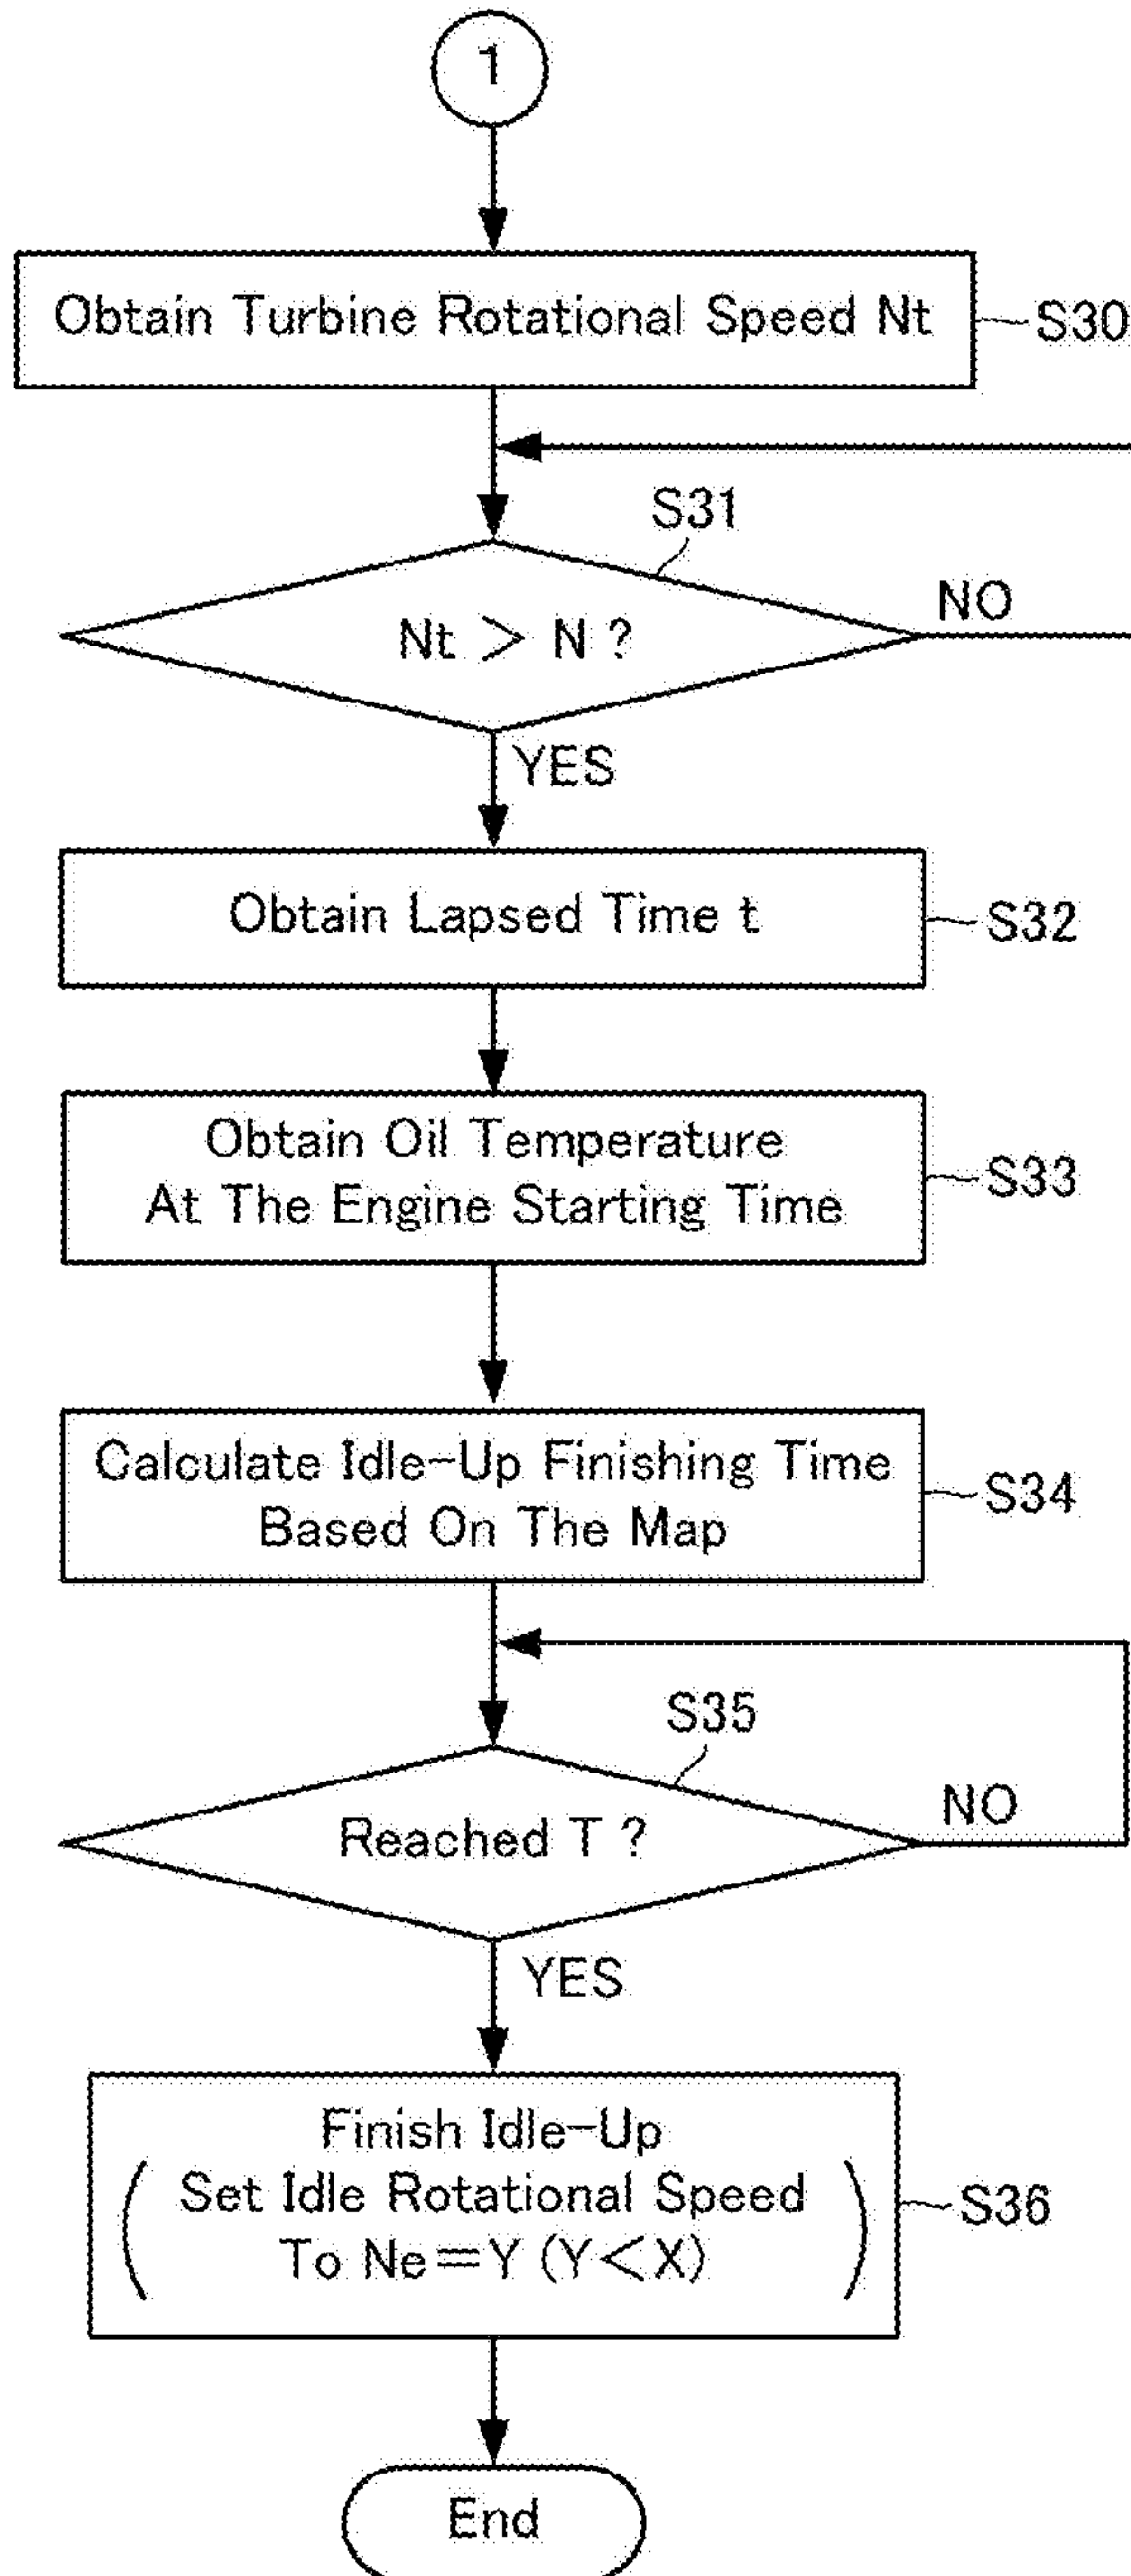 1
Obtain Turbine Rotational Speed Nt
S30
S31
Nt > N ?
NO
YES
Obtain Lapsed Time t
S32
Obtain Oil Temperature
At The Engine Starting Time
S33
Calculate Idle-Up Finishing Time
Based On The Map
S34
S35
Reached T ?
NO
YES
Finish Idle-Up
( Set Idle Rotational Speed
To Ne=Y (Y<X) )
S36
End